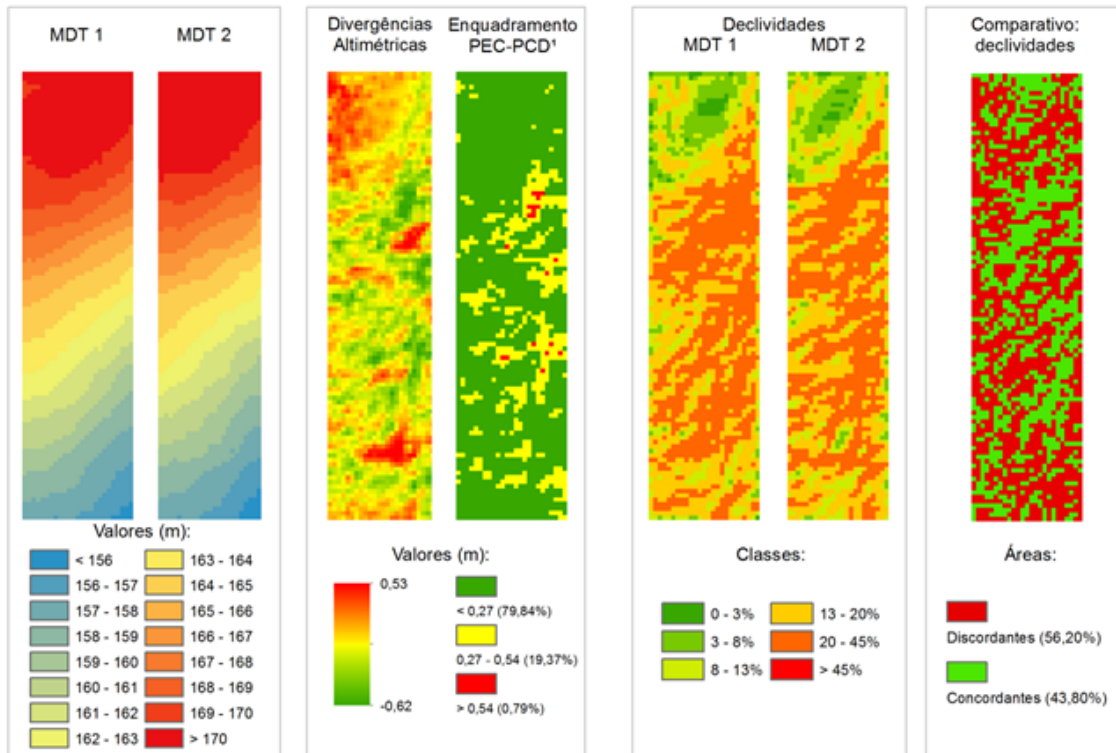 MDT 1
MDT 2
Valores (m):
< 156
156 - 157
157 - 158
158 - 159
159 - 160
160 - 161
161 - 162
162 - 163
163 - 164
164 - 165
165 - 166
166 - 167
167 - 168
168 - 169
169 - 170
> 170
Divergências
Altimétricas
Enquadramento
PEC-PCD¹
Valores (m):
0,53
-0,62
< 0,27 (79,84%)
0,27 - 0,54 (19,37%)
> 0,54 (0,79%)
Declividades
MDT 1
MDT 2
Classes:
0 - 3%
3 - 8%
8 - 13%
13 - 20%
20 - 45%
> 45%
Comparativo:
declividades
Áreas:
Discordantes (56,20%)
Concordantes (43,80%)